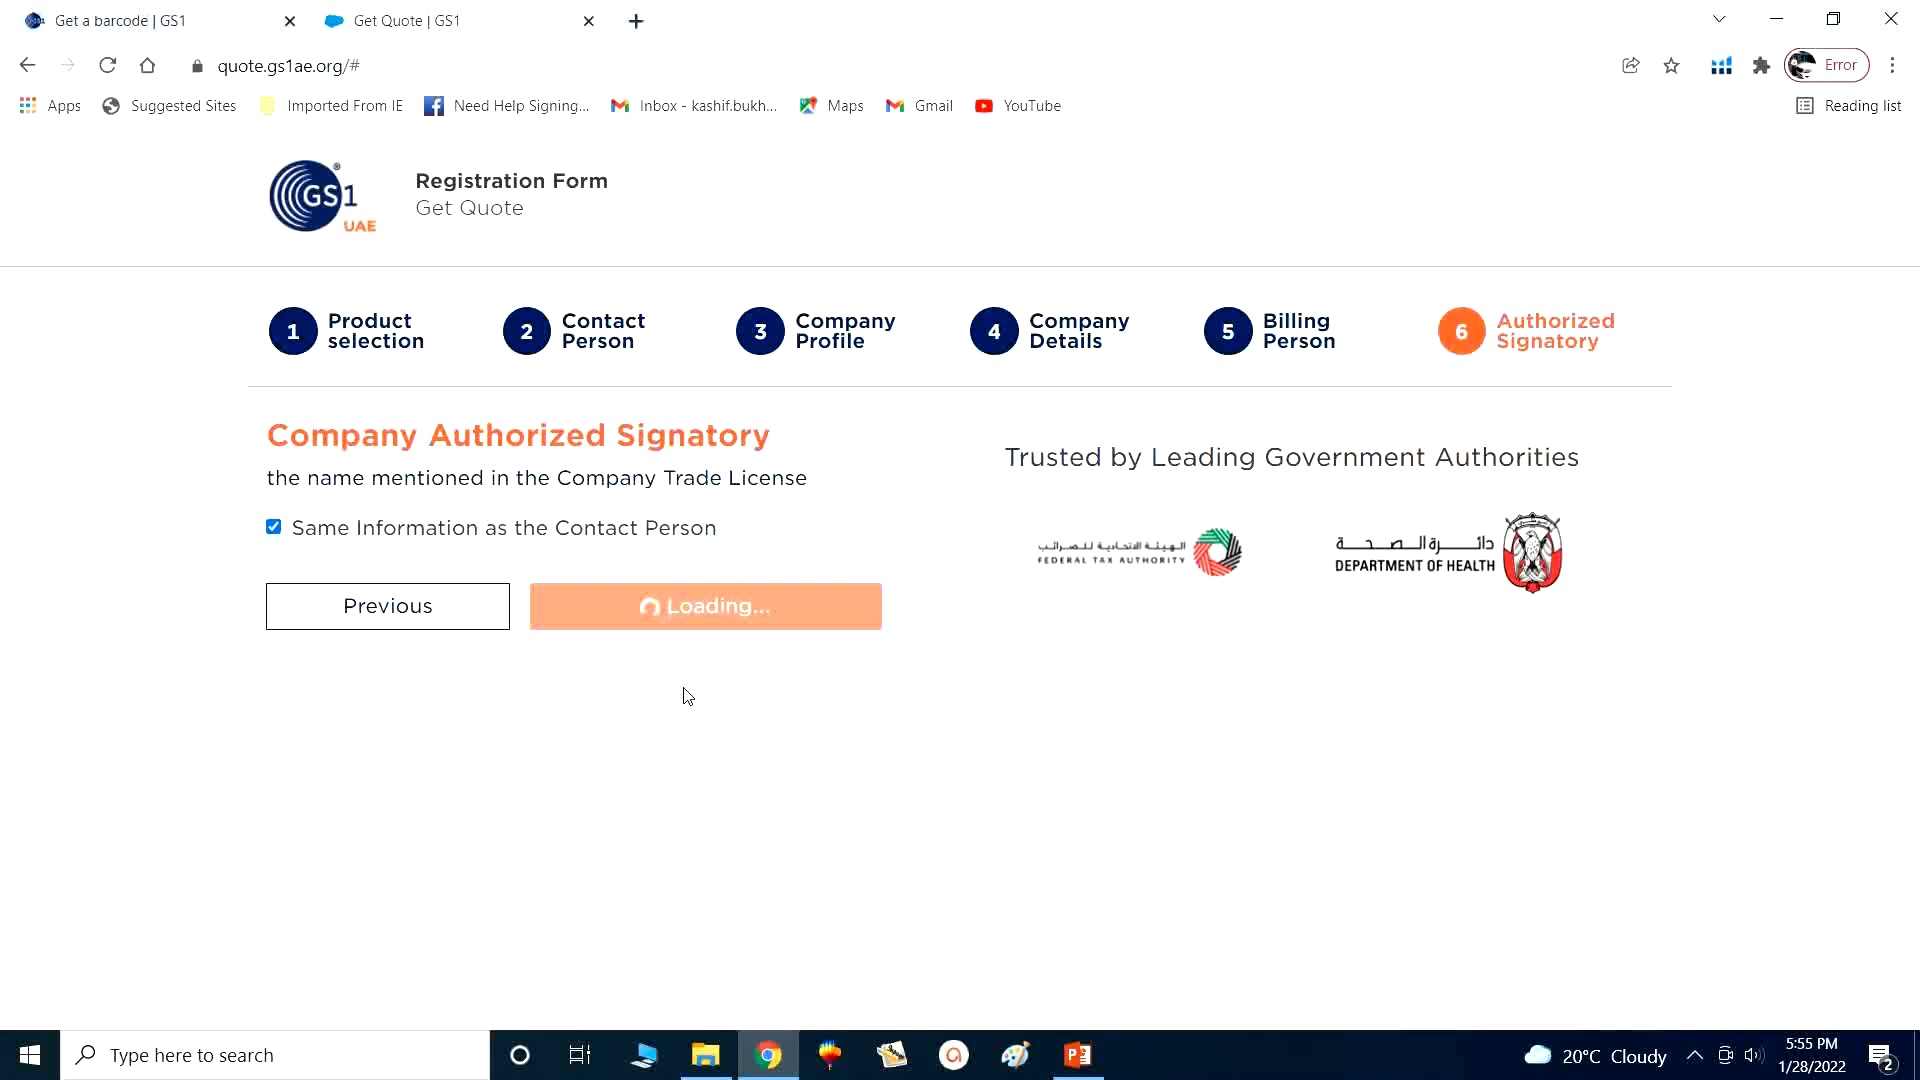 Get a barcode | GS1
Get Quote | GS1
quote.gs1ae.org/#
Error
Apps
Suggested Sites
Imported From IE
Need Help Signing...
Inbox - kashif.bukh...
Maps
Gmail
YouTube
Reading list
GS1
UAE
Registration Form
Get Quote
1 Product selection
2 Contact Person
3 Company Profile
4 Company Details
5 Billing Person
6 Authorized Signatory
Company Authorized Signatory
the name mentioned in the Company Trade License
Same Information as the Contact Person
Previous
Loading...
Trusted by Leading Government Authorities
الهيئة الاتحادية للضرائب
FEDERAL TAX AUTHORITY
دائرة الصحة
DEPARTMENT OF HEALTH
Type here to search
20°C Cloudy
5:55 PM
1/28/2022
2